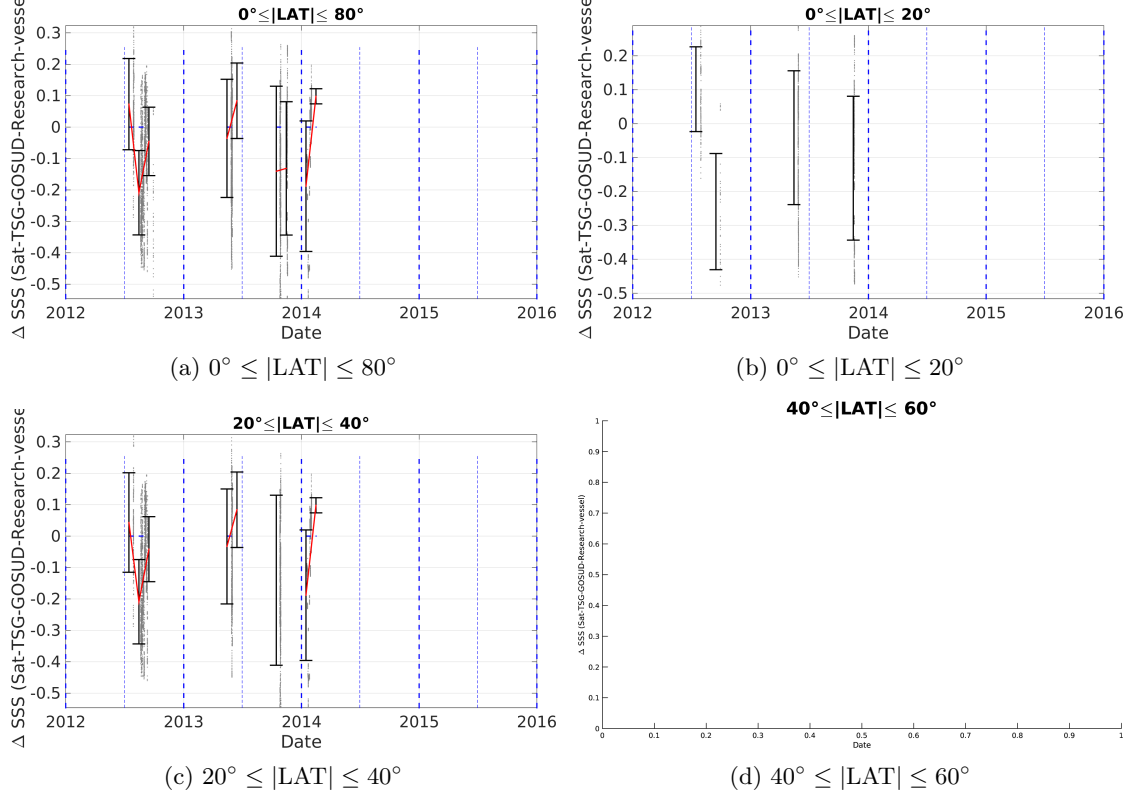 0°≤|LAT|≤ 80°
Δ SSS (Sat-TSG-GOSUD-Research-vessel
0.3
0.2
0.1
0
-0.1
-0.2
-0.3
-0.4
-0.5
2012 2013 2014 2015 2016
Date
(a) 0° ≤ |LAT| ≤ 80°
0°≤|LAT|≤ 20°
Δ SSS (Sat-TSG-GOSUD-Research-vessel
0.2
0.1
0
-0.1
-0.2
-0.3
-0.4
-0.5
2012 2013 2014 2015 2016
Date
(b) 0° ≤ |LAT| ≤ 20°
20°≤|LAT|≤ 40°
Δ SSS (Sat-TSG-GOSUD-Research-vesse
0.3
0.2
0.1
0
-0.1
-0.2
-0.3
-0.4
-0.5
2012 2013 2014 2015 2016
Date
(c) 20° ≤ |LAT| ≤ 40°
40°≤|LAT|≤ 60°
Δ SSS (Sat-TSG-GOSUD-Research-vessel)
1
0.9
0.8
0.7
0.6
0.5
0.4
0.3
0.2
0.1
0
0 0.1 0.2 0.3 0.4 0.5 0.6 0.7 0.8 0.9 1
Date
(d) 40° ≤ |LAT| ≤ 60°